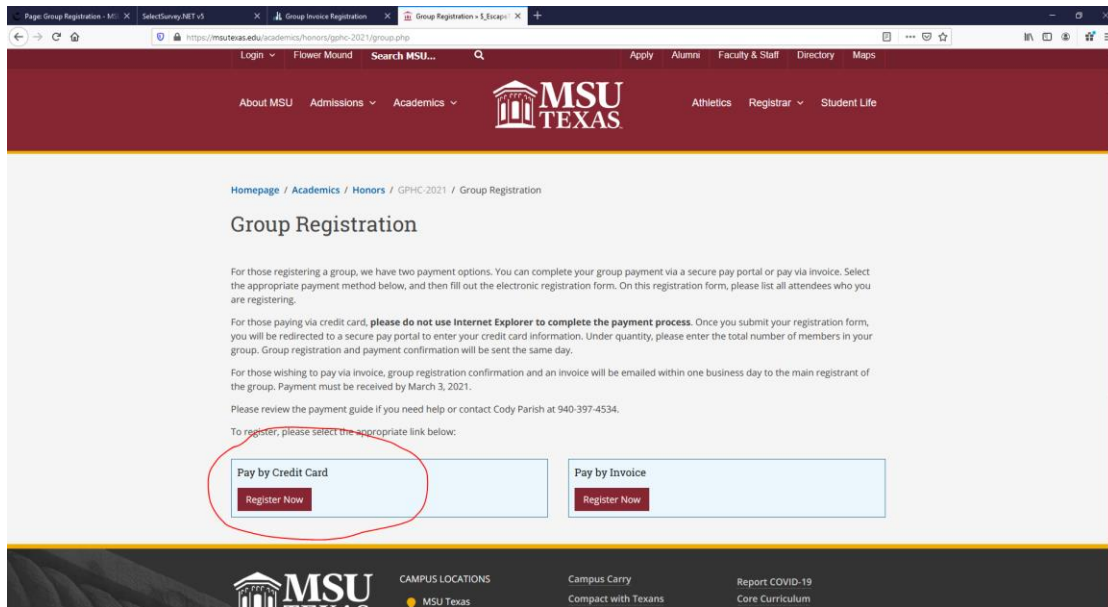 Page: Group Registration - MS
SelectSurvey.NET v5
Group Invoice Registration
Group Registration » $_Escape
https://msutexas.edu/academics/honors/gphc-2021/group.php
Login
Flower Mound
Search MSU...
Apply
Alumni
Faculty & Staff
Directory
Maps
About MSU
Admissions
Academics
MSU
TEXAS
Athletics
Registrar
Student Life
Homepage / Academics / Honors / GPHC-2021 / Group Registration
Group Registration
For those registering a group, we have two payment options. You can complete your group payment via a secure pay portal or pay via invoice. Select
the appropriate payment method below, and then fill out the electronic registration form. On this registration form, please list all attendees who you
are registering.
For those paying via credit card, please do not use Internet Explorer to complete the payment process. Once you submit your registration form,
you will be redirected to a secure pay portal to enter your credit card information. Under quantity, please enter the total number of members in your
group. Group registration and payment confirmation will be sent the same day.
For those wishing to pay via invoice, group registration confirmation and an invoice will be emailed within one business day to the main registrant of
the group. Payment must be received by March 3, 2021.
Please review the payment guide if you need help or contact Cody Parish at 940-397-4534.
To register, please select the appropriate link below:
Pay by Credit Card
Register Now
Pay by Invoice
Register Now
MSU
TEXAS
CAMPUS LOCATIONS
MSU Texas
Campus Carry
Compact with Texans
Report COVID-19
Core Curriculum